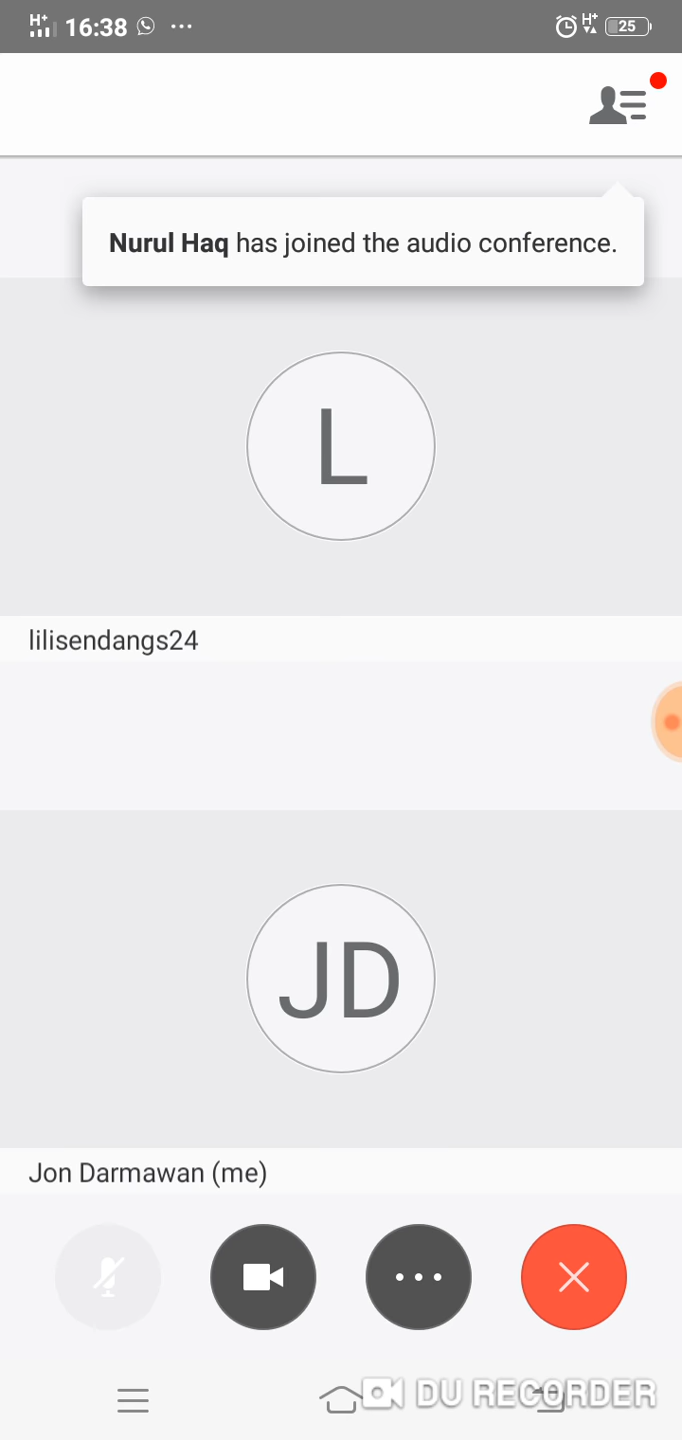 H+ 16:38 H+ 25
Nurul Haq has joined the audio conference.
L
lilisendangs24
JD
Jon Darmawan (me)
DU RECORDER